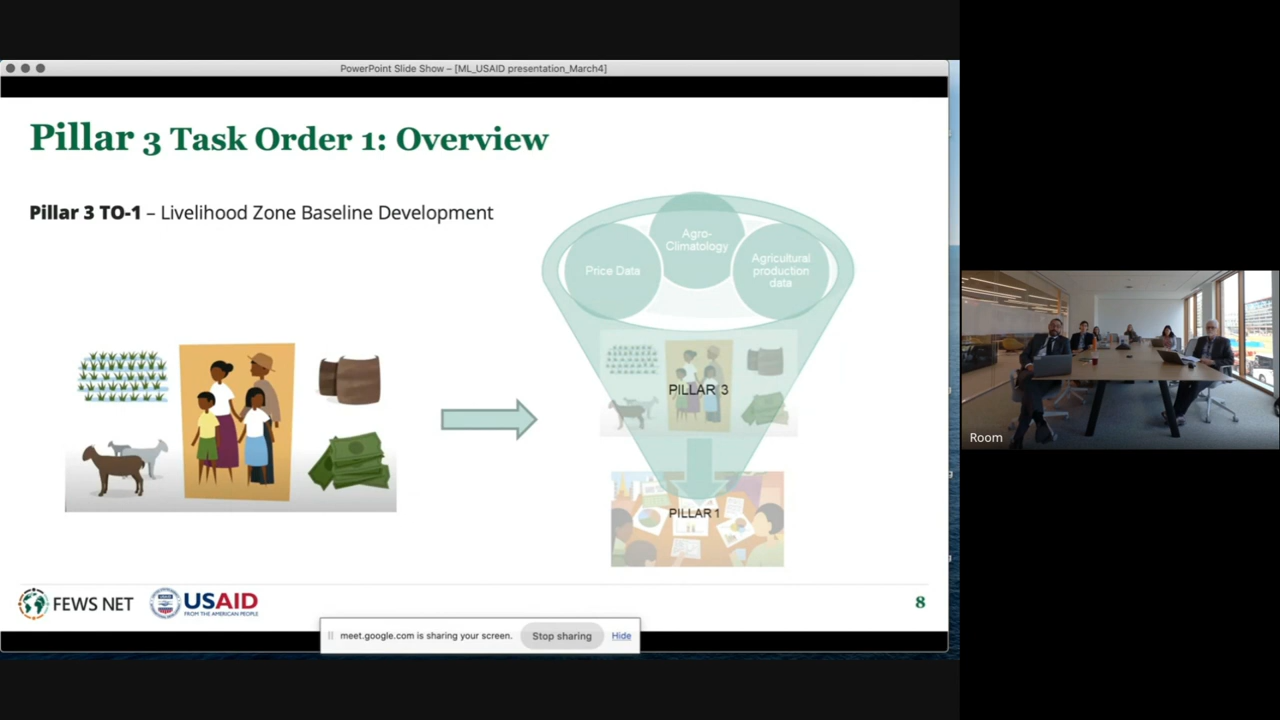 PowerPoint Slide Show – [ML_USAID presentation_March4]
Pillar 3 Task Order 1: Overview
Pillar 3 TO-1 – Livelihood Zone Baseline Development
Agro-
Climatology
Price Data
Agricultural
production
data
PILLAR 3
PILLAR 1
FEWS NET
USAID
FROM THE AMERICAN PEOPLE
8
meet.google.com is sharing your screen.
Stop sharing
Hide
Room